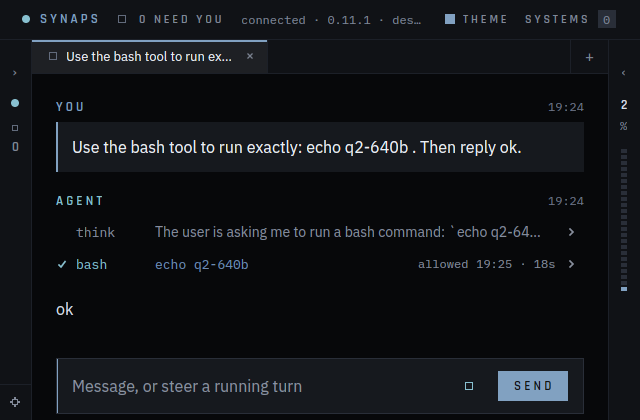 SYNAPS 0 NEED YOU connected · 0.11.1 · des… THEME SYSTEMS 0
Use the bash tool to run ex… × +
YOU 19:24
Use the bash tool to run exactly: echo q2-640b . Then reply ok.
AGENT 19:24
think The user is asking me to run a bash command: `echo q2-64…
bash echo q2-640b allowed 19:25 · 18s
ok
Message, or steer a running turn SEND
0
2
%